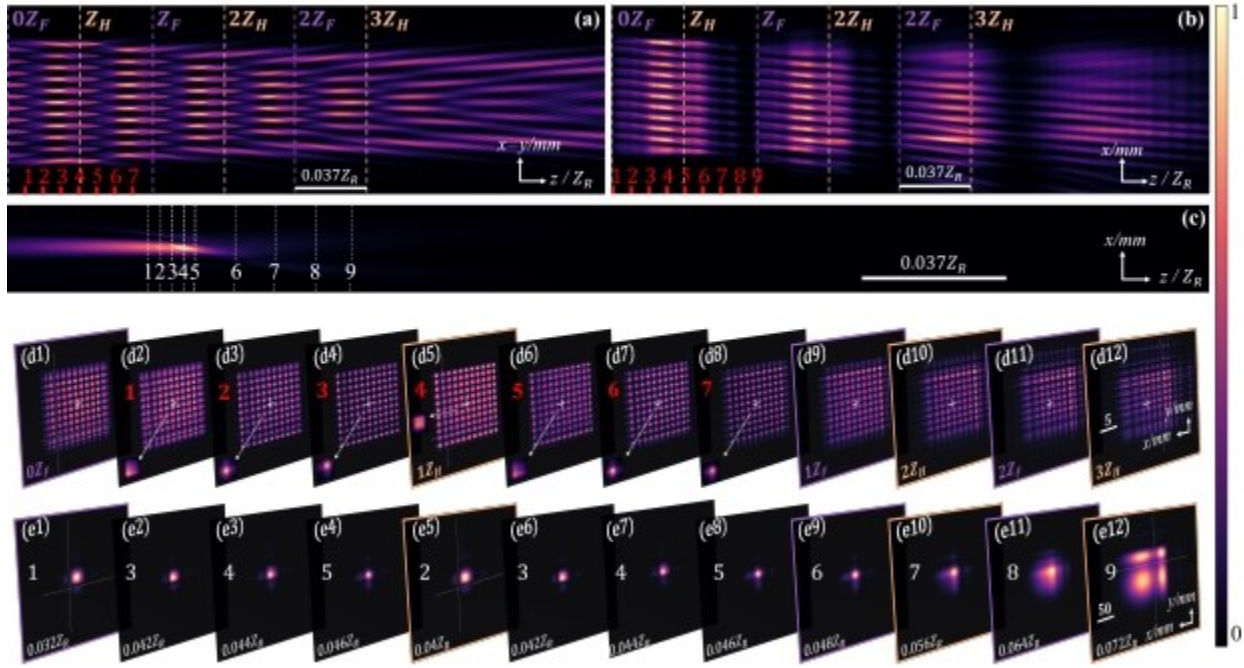 0Z_F Z_H Z_F 2Z_H 2Z_F 3Z_H (a)
x−y/mm
0.037Z_R z/Z_R
1 2 3 4 5 6 7
0Z_F Z_H Z_F 2Z_H 2Z_F 3Z_H (b)
x/mm
0.037Z_R z/Z_R
1 2 3 4 5 6 7 8 9
1
(c)
x/mm
1 2 3 4 5 6 7 8 9
0.037Z_R z/Z_R
(d1) (d2) (d3) (d4) (d5) (d6) (d7) (d8) (d9) (d10) (d11) (d12)
1 2 3 4 5 6 7
5 y/mm
x/mm
0Z_F 1Z_H 1Z_F 2Z_H 2Z_F 3Z_H
(e1) (e2) (e3) (e4) (e5) (e6) (e7) (e8) (e9) (e10) (e11) (e12)
1 3 4 5 2 3 4 5 6 7 8 9
50 y/mm
x/mm
0.032Z_R 0.042Z_R 0.044Z_R 0.046Z_R 0.04Z_R 0.042Z_R 0.044Z_R 0.046Z_R 0.048Z_R 0.056Z_R 0.064Z_R 0.072Z_R
0